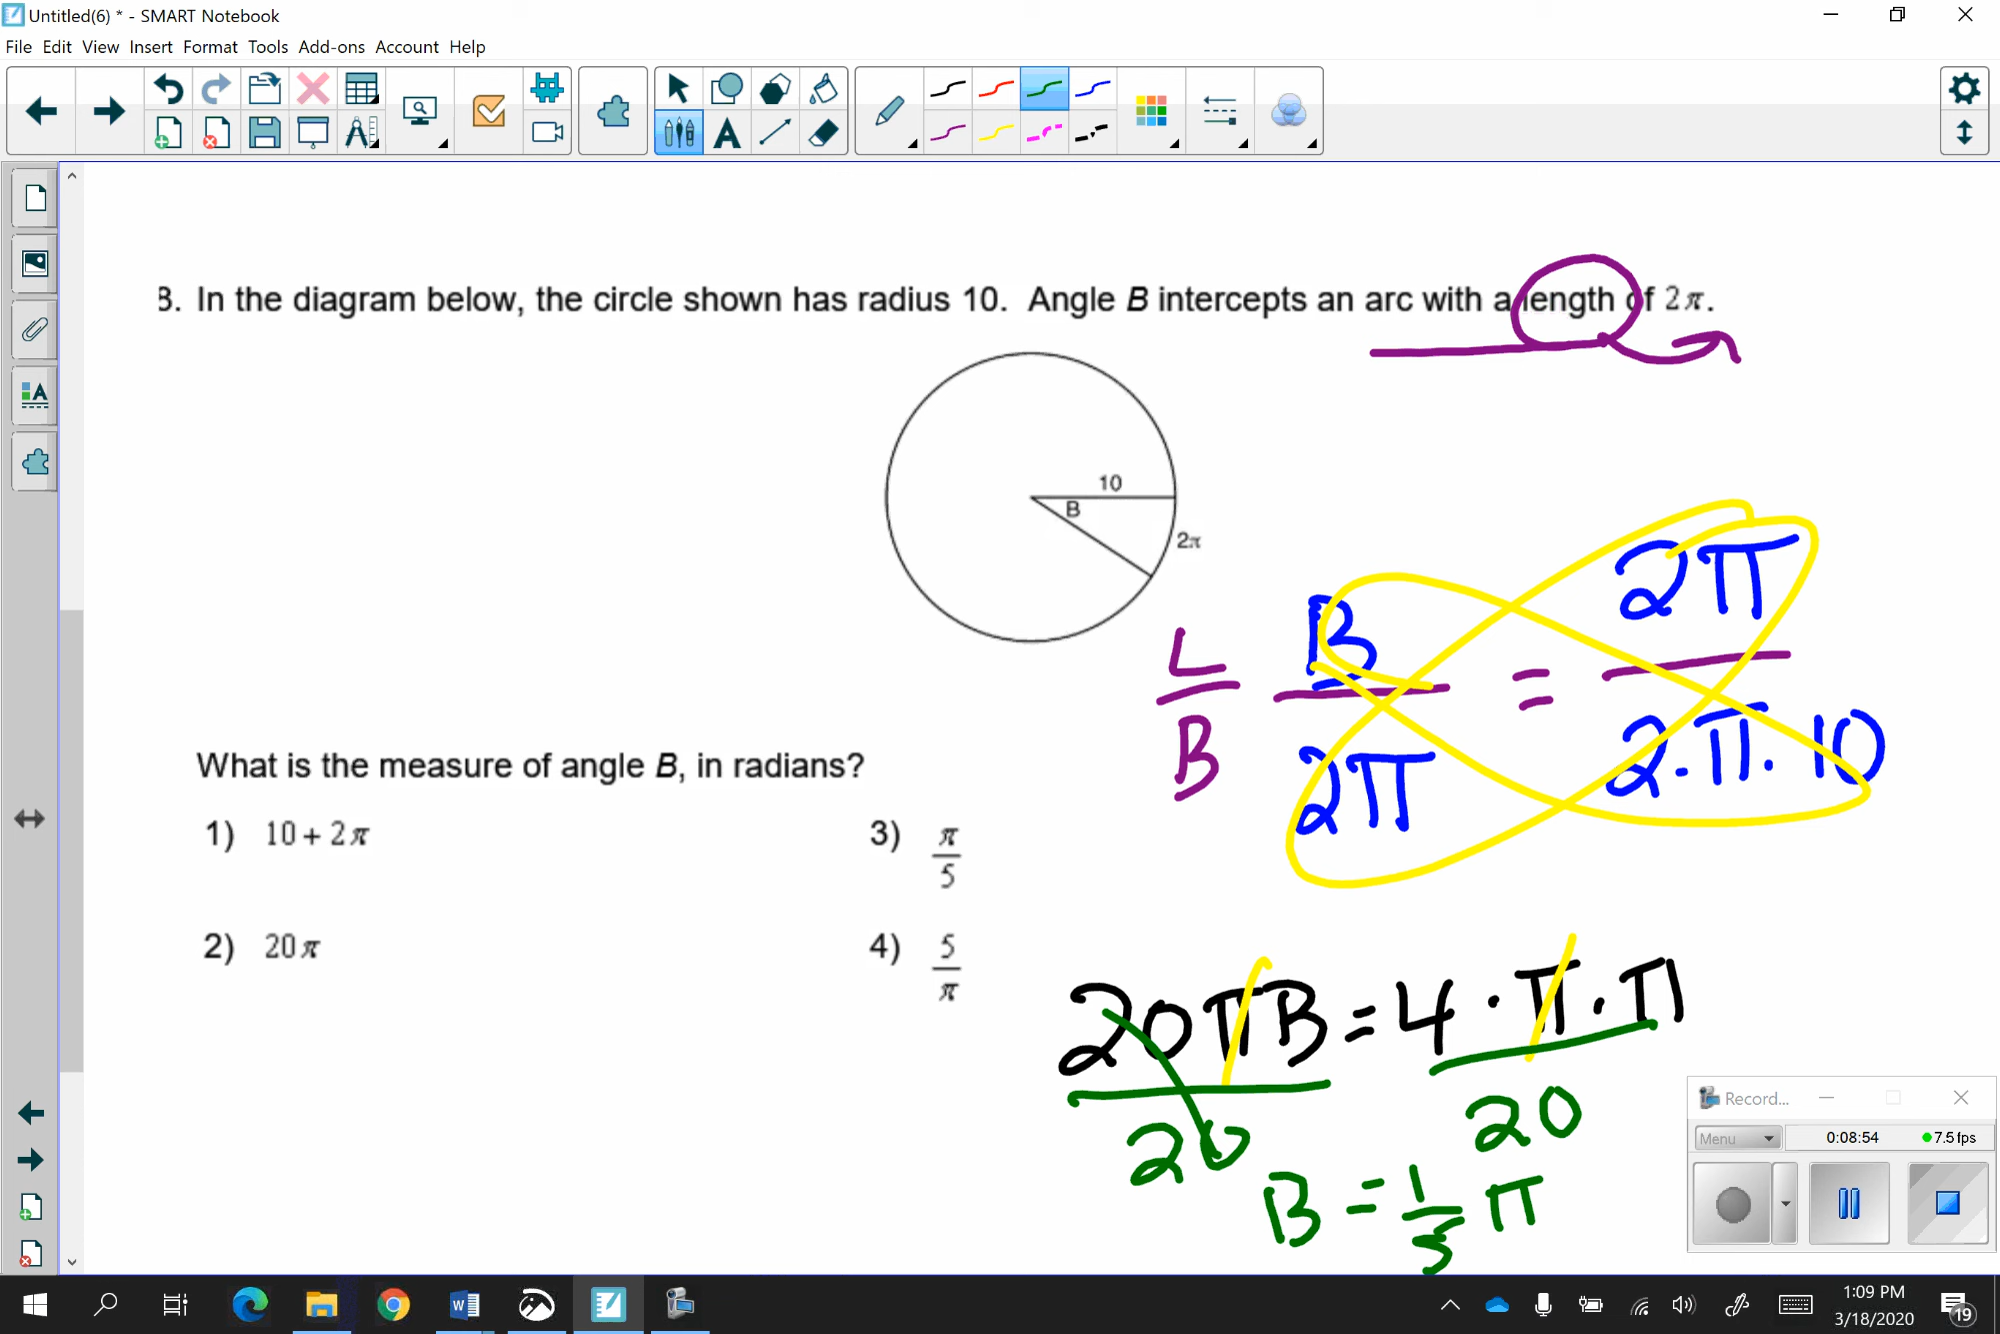 Untitled(6) * - SMART Notebook
File Edit View Insert Format Tools Add-ons Account Help
3. In the diagram below, the circle shown has radius 10. Angle B intercepts an arc with a length of 2π.
10
B
2π
L/B B/2π = 2π/2·π·10
What is the measure of angle B, in radians?
1) 10 + 2π
3) π/5
2) 20π
4) 5/π
20πB = 4·π·π
20 20
B = 1/5 π
Record...
Menu 0:08:54 7.5 fps
1:09 PM
3/18/2020
19